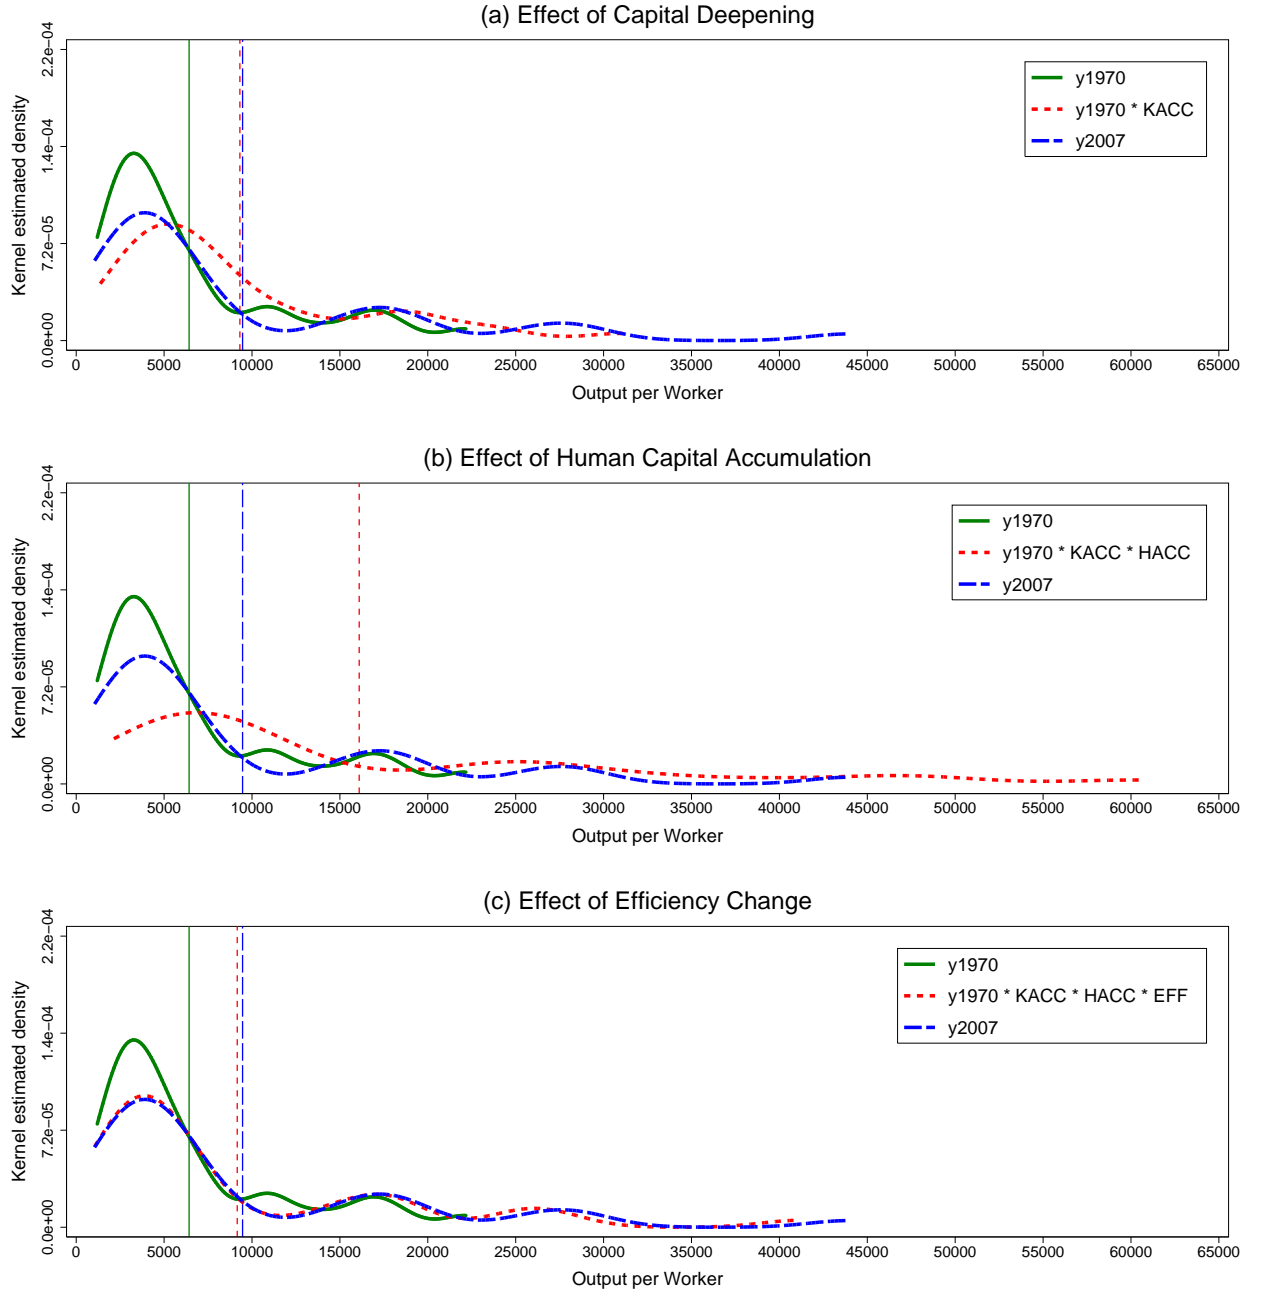 (a) Effect of Capital Deepening
Kernel estimated density
2.2e−04
1.4e−04
7.2e−05
0.0e+00
y1970
y1970 * KACC
y2007
0 5000 10000 15000 20000 25000 30000 35000 40000 45000 50000 55000 60000 65000
Output per Worker
(b) Effect of Human Capital Accumulation
Kernel estimated density
2.2e−04
1.4e−04
7.2e−05
0.0e+00
y1970
y1970 * KACC * HACC
y2007
0 5000 10000 15000 20000 25000 30000 35000 40000 45000 50000 55000 60000 65000
Output per Worker
(c) Effect of Efficiency Change
Kernel estimated density
2.2e−04
1.4e−04
7.2e−05
0.0e+00
y1970
y1970 * KACC * HACC * EFF
y2007
0 5000 10000 15000 20000 25000 30000 35000 40000 45000 50000 55000 60000 65000
Output per Worker